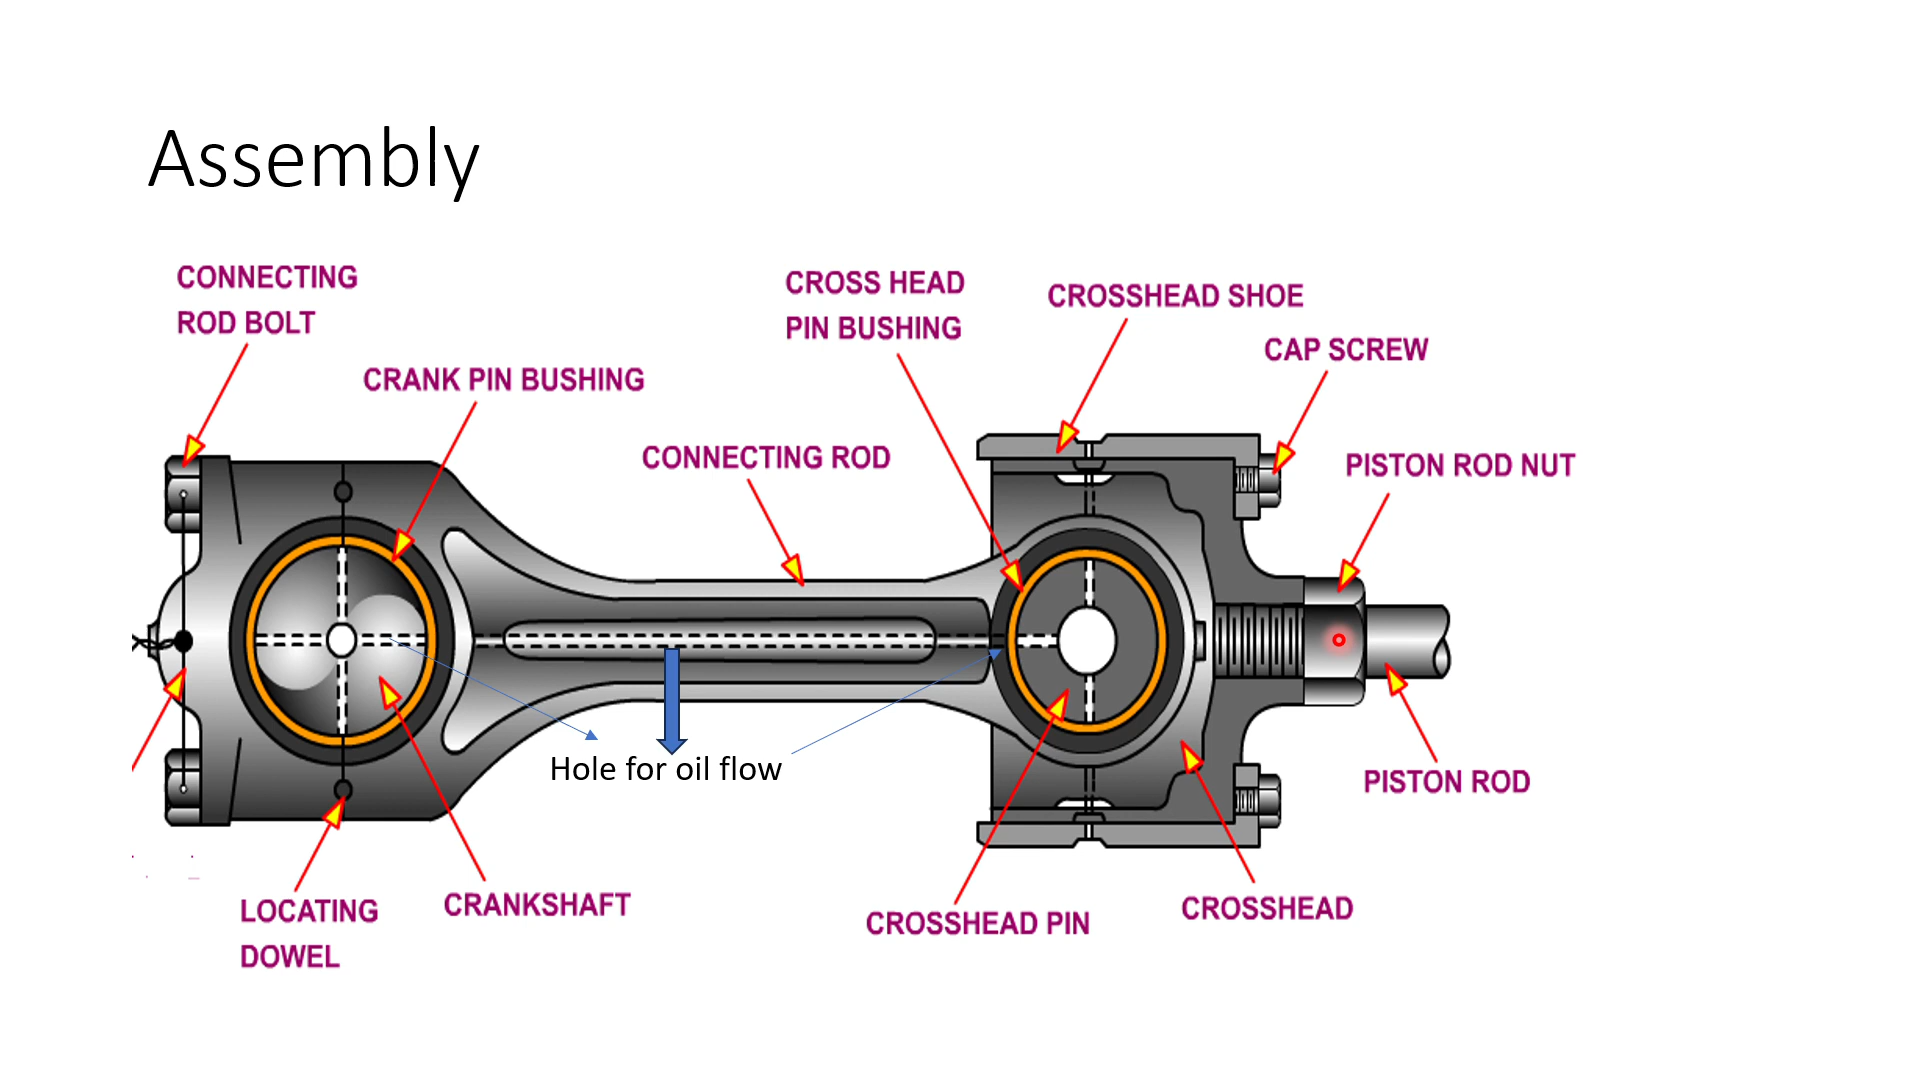 Assembly
CONNECTING
ROD BOLT
CROSS HEAD
PIN BUSHING
CROSSHEAD SHOE
CAP SCREW
CRANK PIN BUSHING
CONNECTING ROD
PISTON ROD NUT
Hole for oil flow
PISTON ROD
LOCATING
DOWEL
CRANKSHAFT
CROSSHEAD PIN
CROSSHEAD